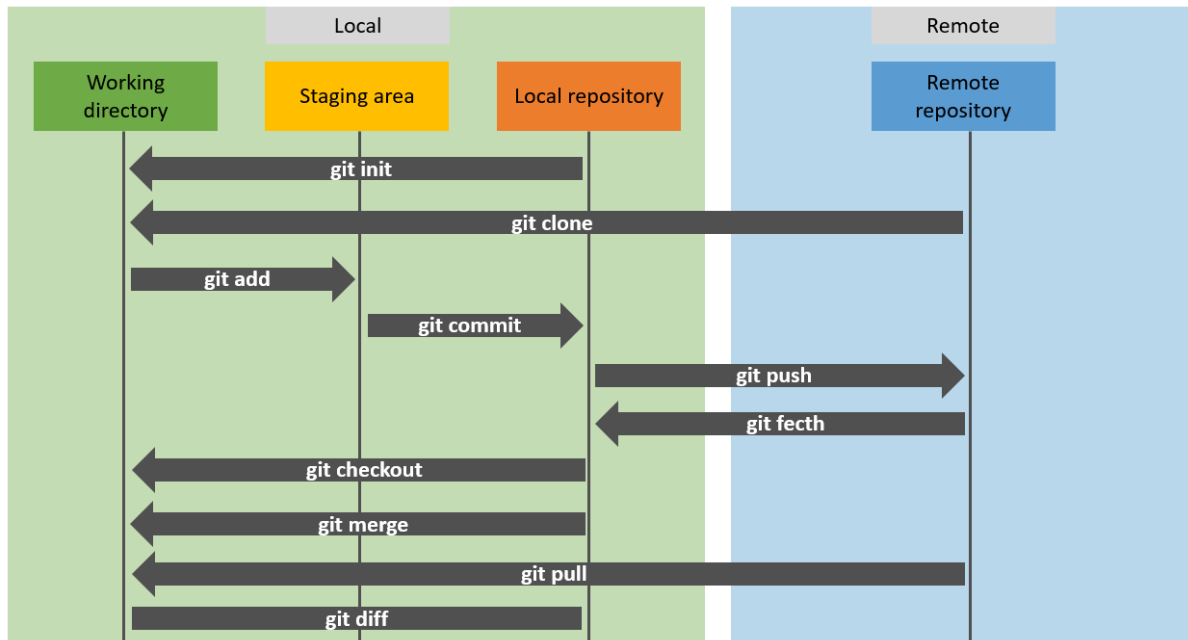 Local
Remote
Working
directory
Staging area
Local repository
Remote
repository
git init
git clone
git add
git commit
git push
git fecth
git checkout
git merge
git pull
git diff